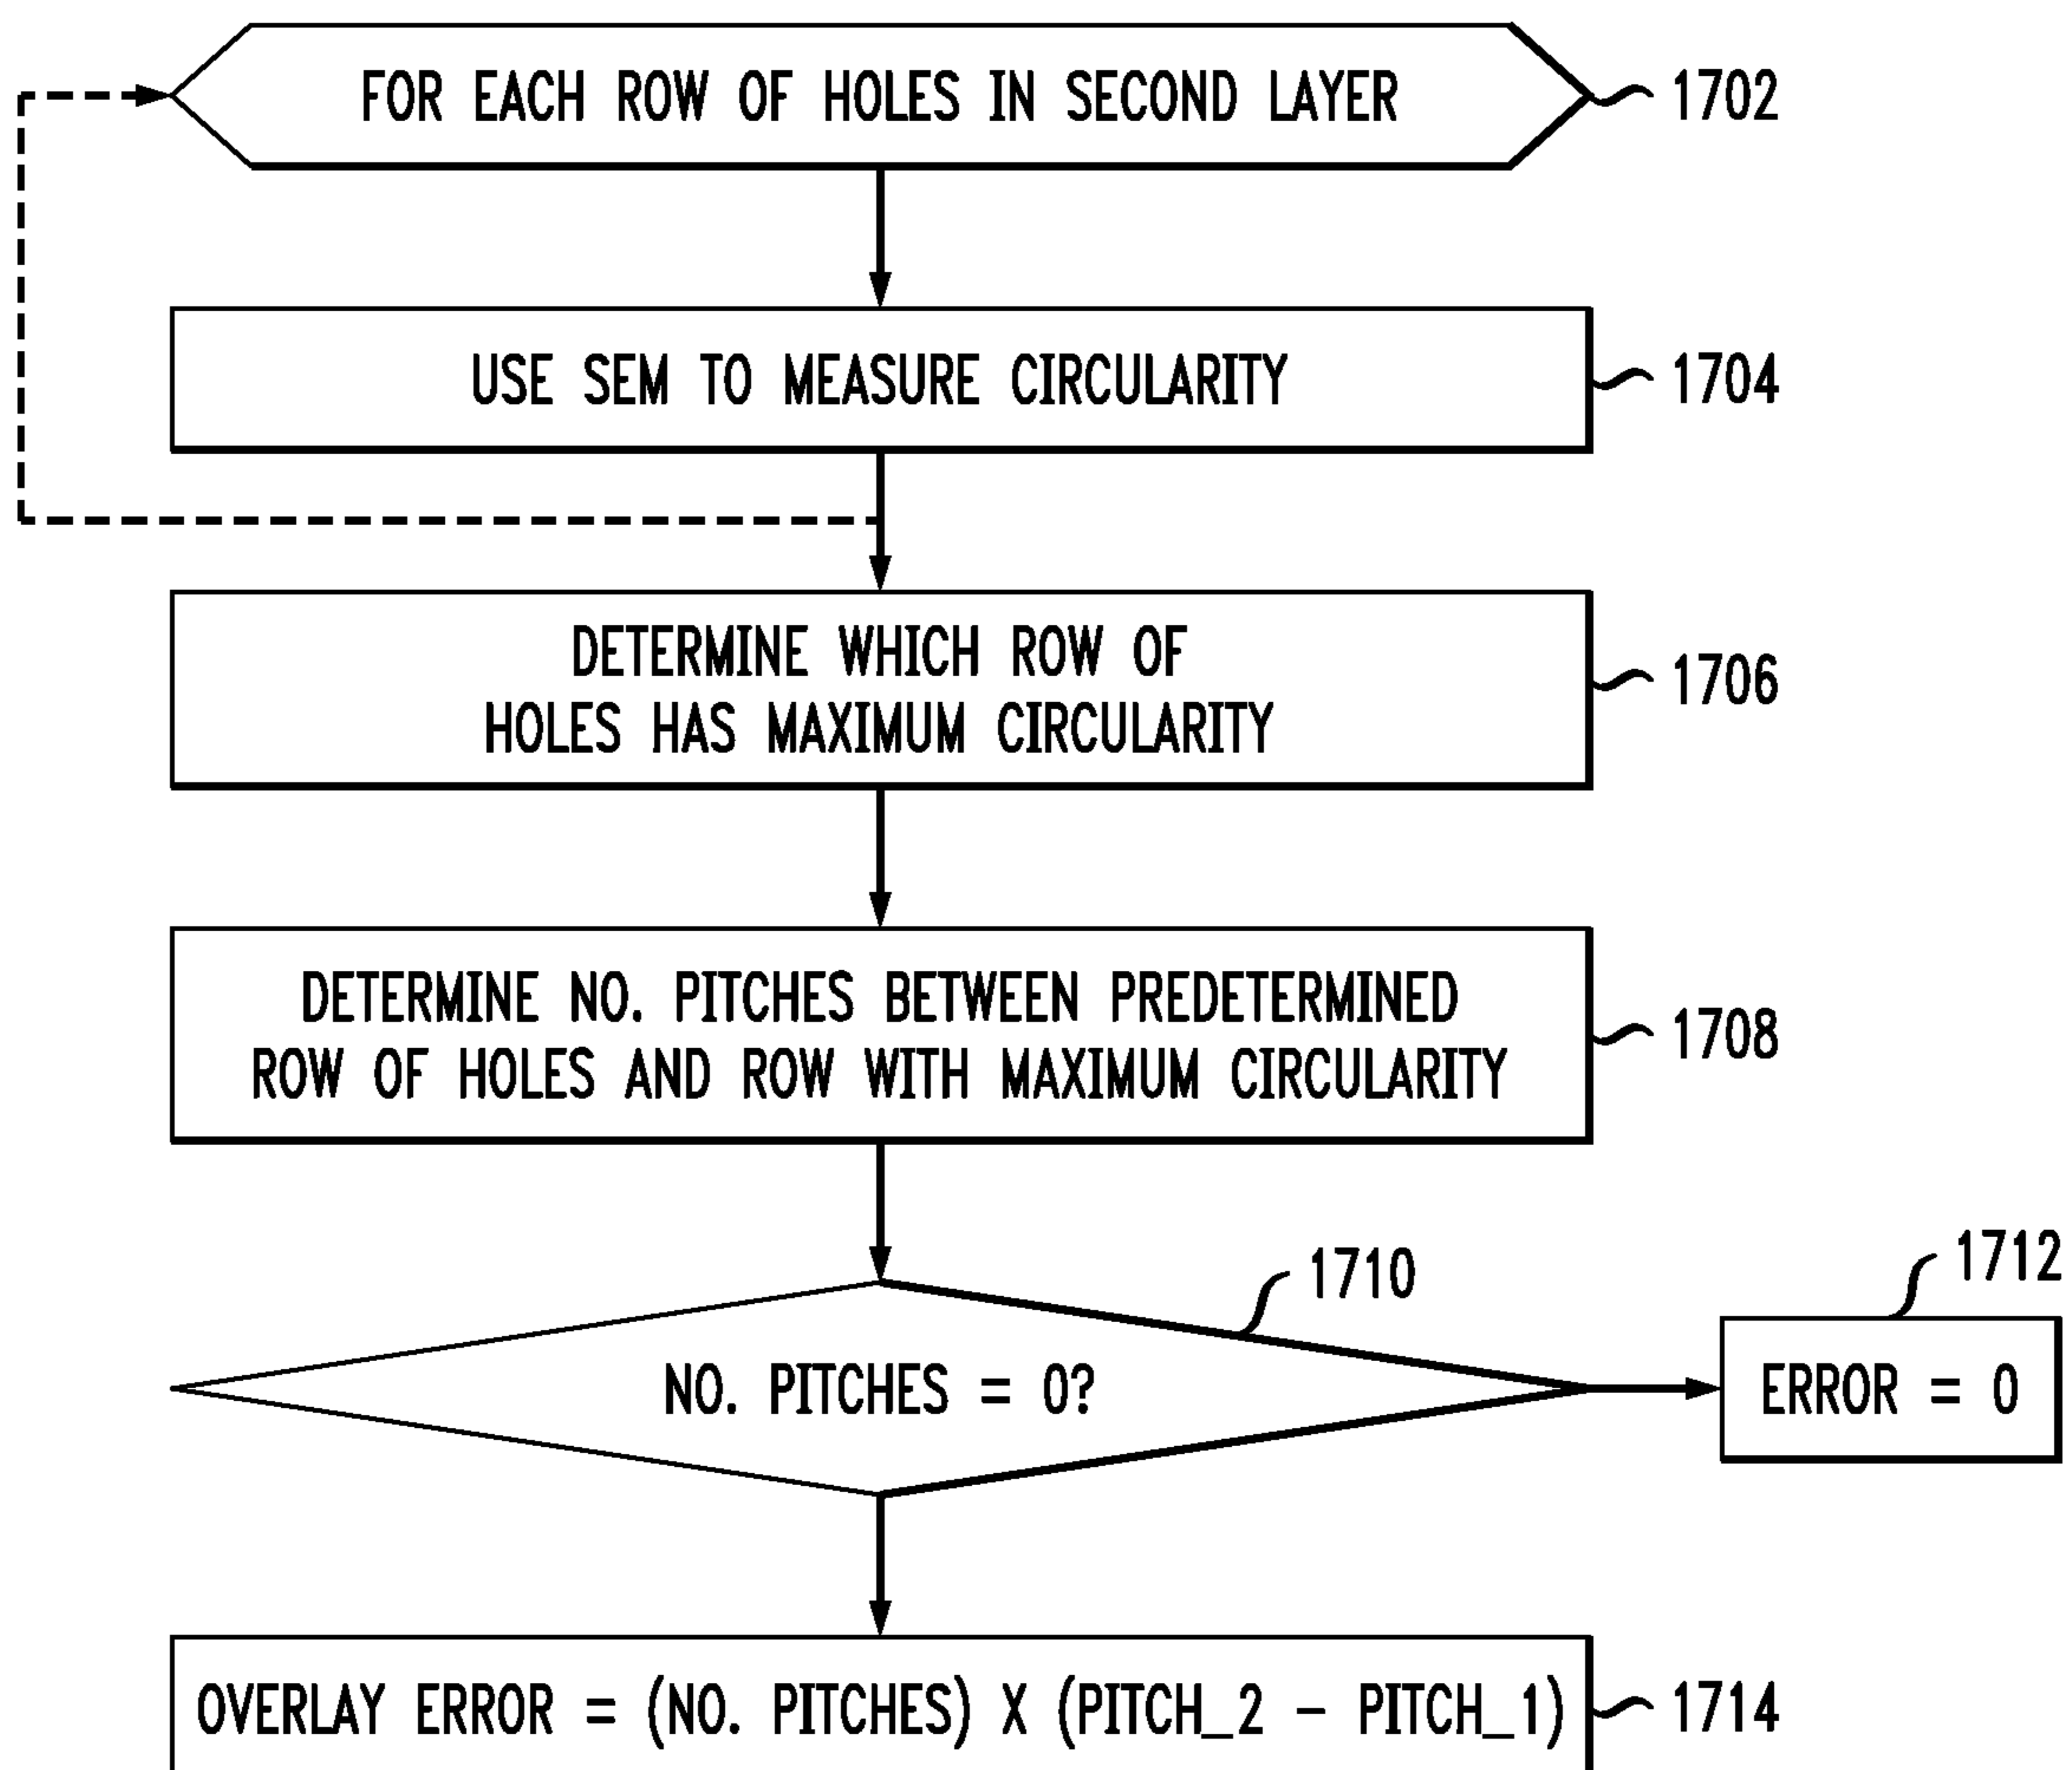 FOR EACH ROW OF HOLES IN SECOND LAYER
1702
USE SEM TO MEASURE CIRCULARITY
1704
DETERMINE WHICH ROW OF
HOLES HAS MAXIMUM CIRCULARITY
1706
DETERMINE NO. PITCHES BETWEEN PREDETERMINED
ROW OF HOLES AND ROW WITH MAXIMUM CIRCULARITY
1708
NO. PITCHES = 0?
1710
1712
ERROR = 0
OVERLAY ERROR = (NO. PITCHES) X (PITCH_2 - PITCH_1)
1714